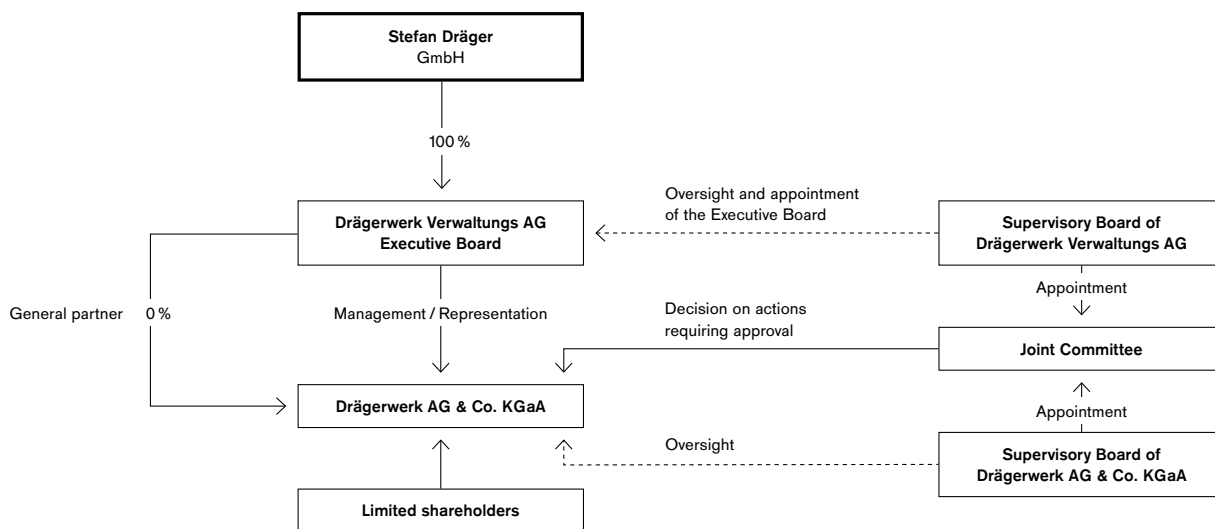 Stefan Dräger
GmbH
100 %
Drägerwerk Verwaltungs AG
Executive Board
Oversight and appointment
of the Executive Board
Supervisory Board of
Drägerwerk Verwaltungs AG
Appointment
General partner
0 %
Management / Representation
Decision on actions
requiring approval
Joint Committee
Drägerwerk AG & Co. KGaA
Appointment
Oversight
Supervisory Board of
Drägerwerk AG & Co. KGaA
Limited shareholders